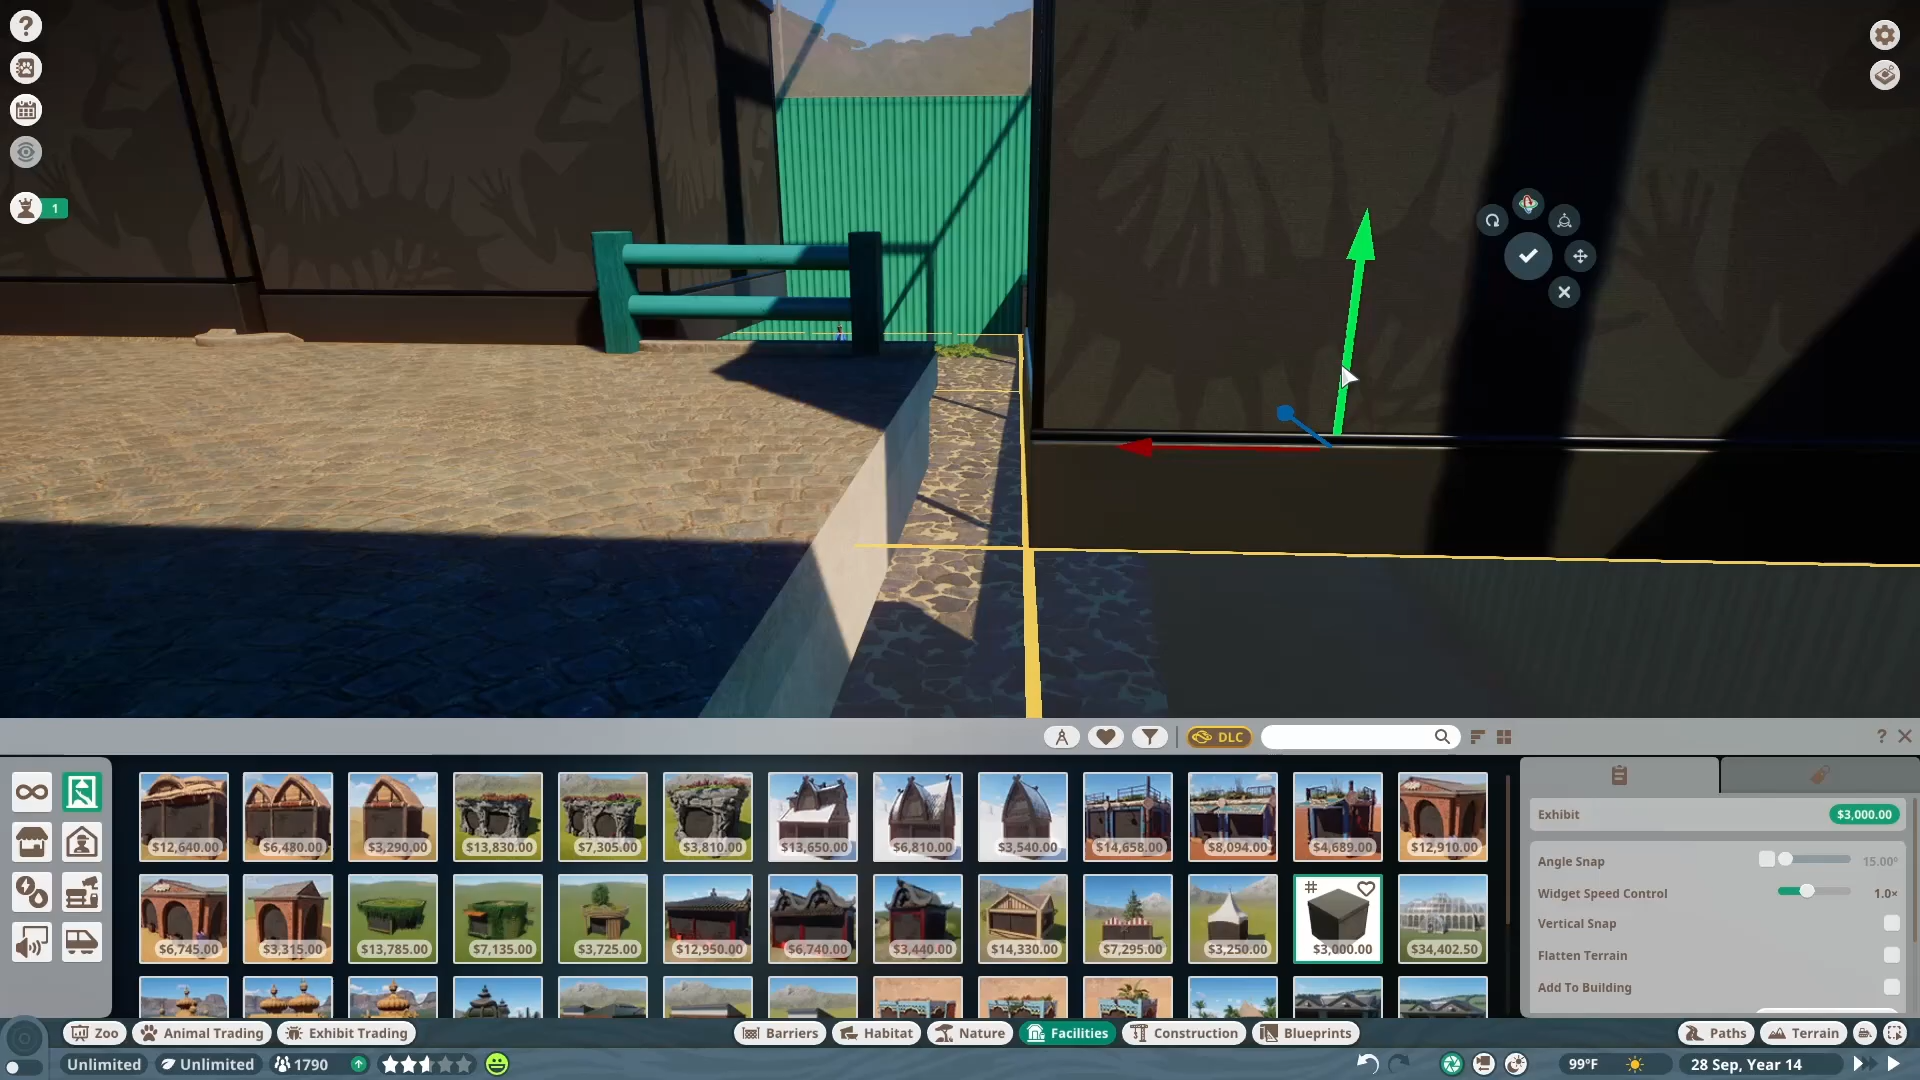 ?
1
DLC
?
$12,640.00 $6,480.00 $3,290.00 $13,830.00 $7,305.00 $3,810.00 $13,650.00 $6,810.00 $3,540.00 $14,658.00 $8,094.00 $4,689.00 $12,910.00
$6,745.00 $3,315.00 $13,785.00 $7,135.00 $3,725.00 $12,950.00 $6,740.00 $3,440.00 $14,330.00 $7,295.00 $3,250.00 # $3,000.00 $34,402.50
Exhibit $3,000.00
Angle Snap 15.00°
Widget Speed Control 1.0×
Vertical Snap
Flatten Terrain
Add To Building
Zoo Animal Trading Exhibit Trading Barriers Habitat Nature Facilities Construction Blueprints Paths Terrain
Unlimited Unlimited 1790 99°F 28 Sep, Year 14